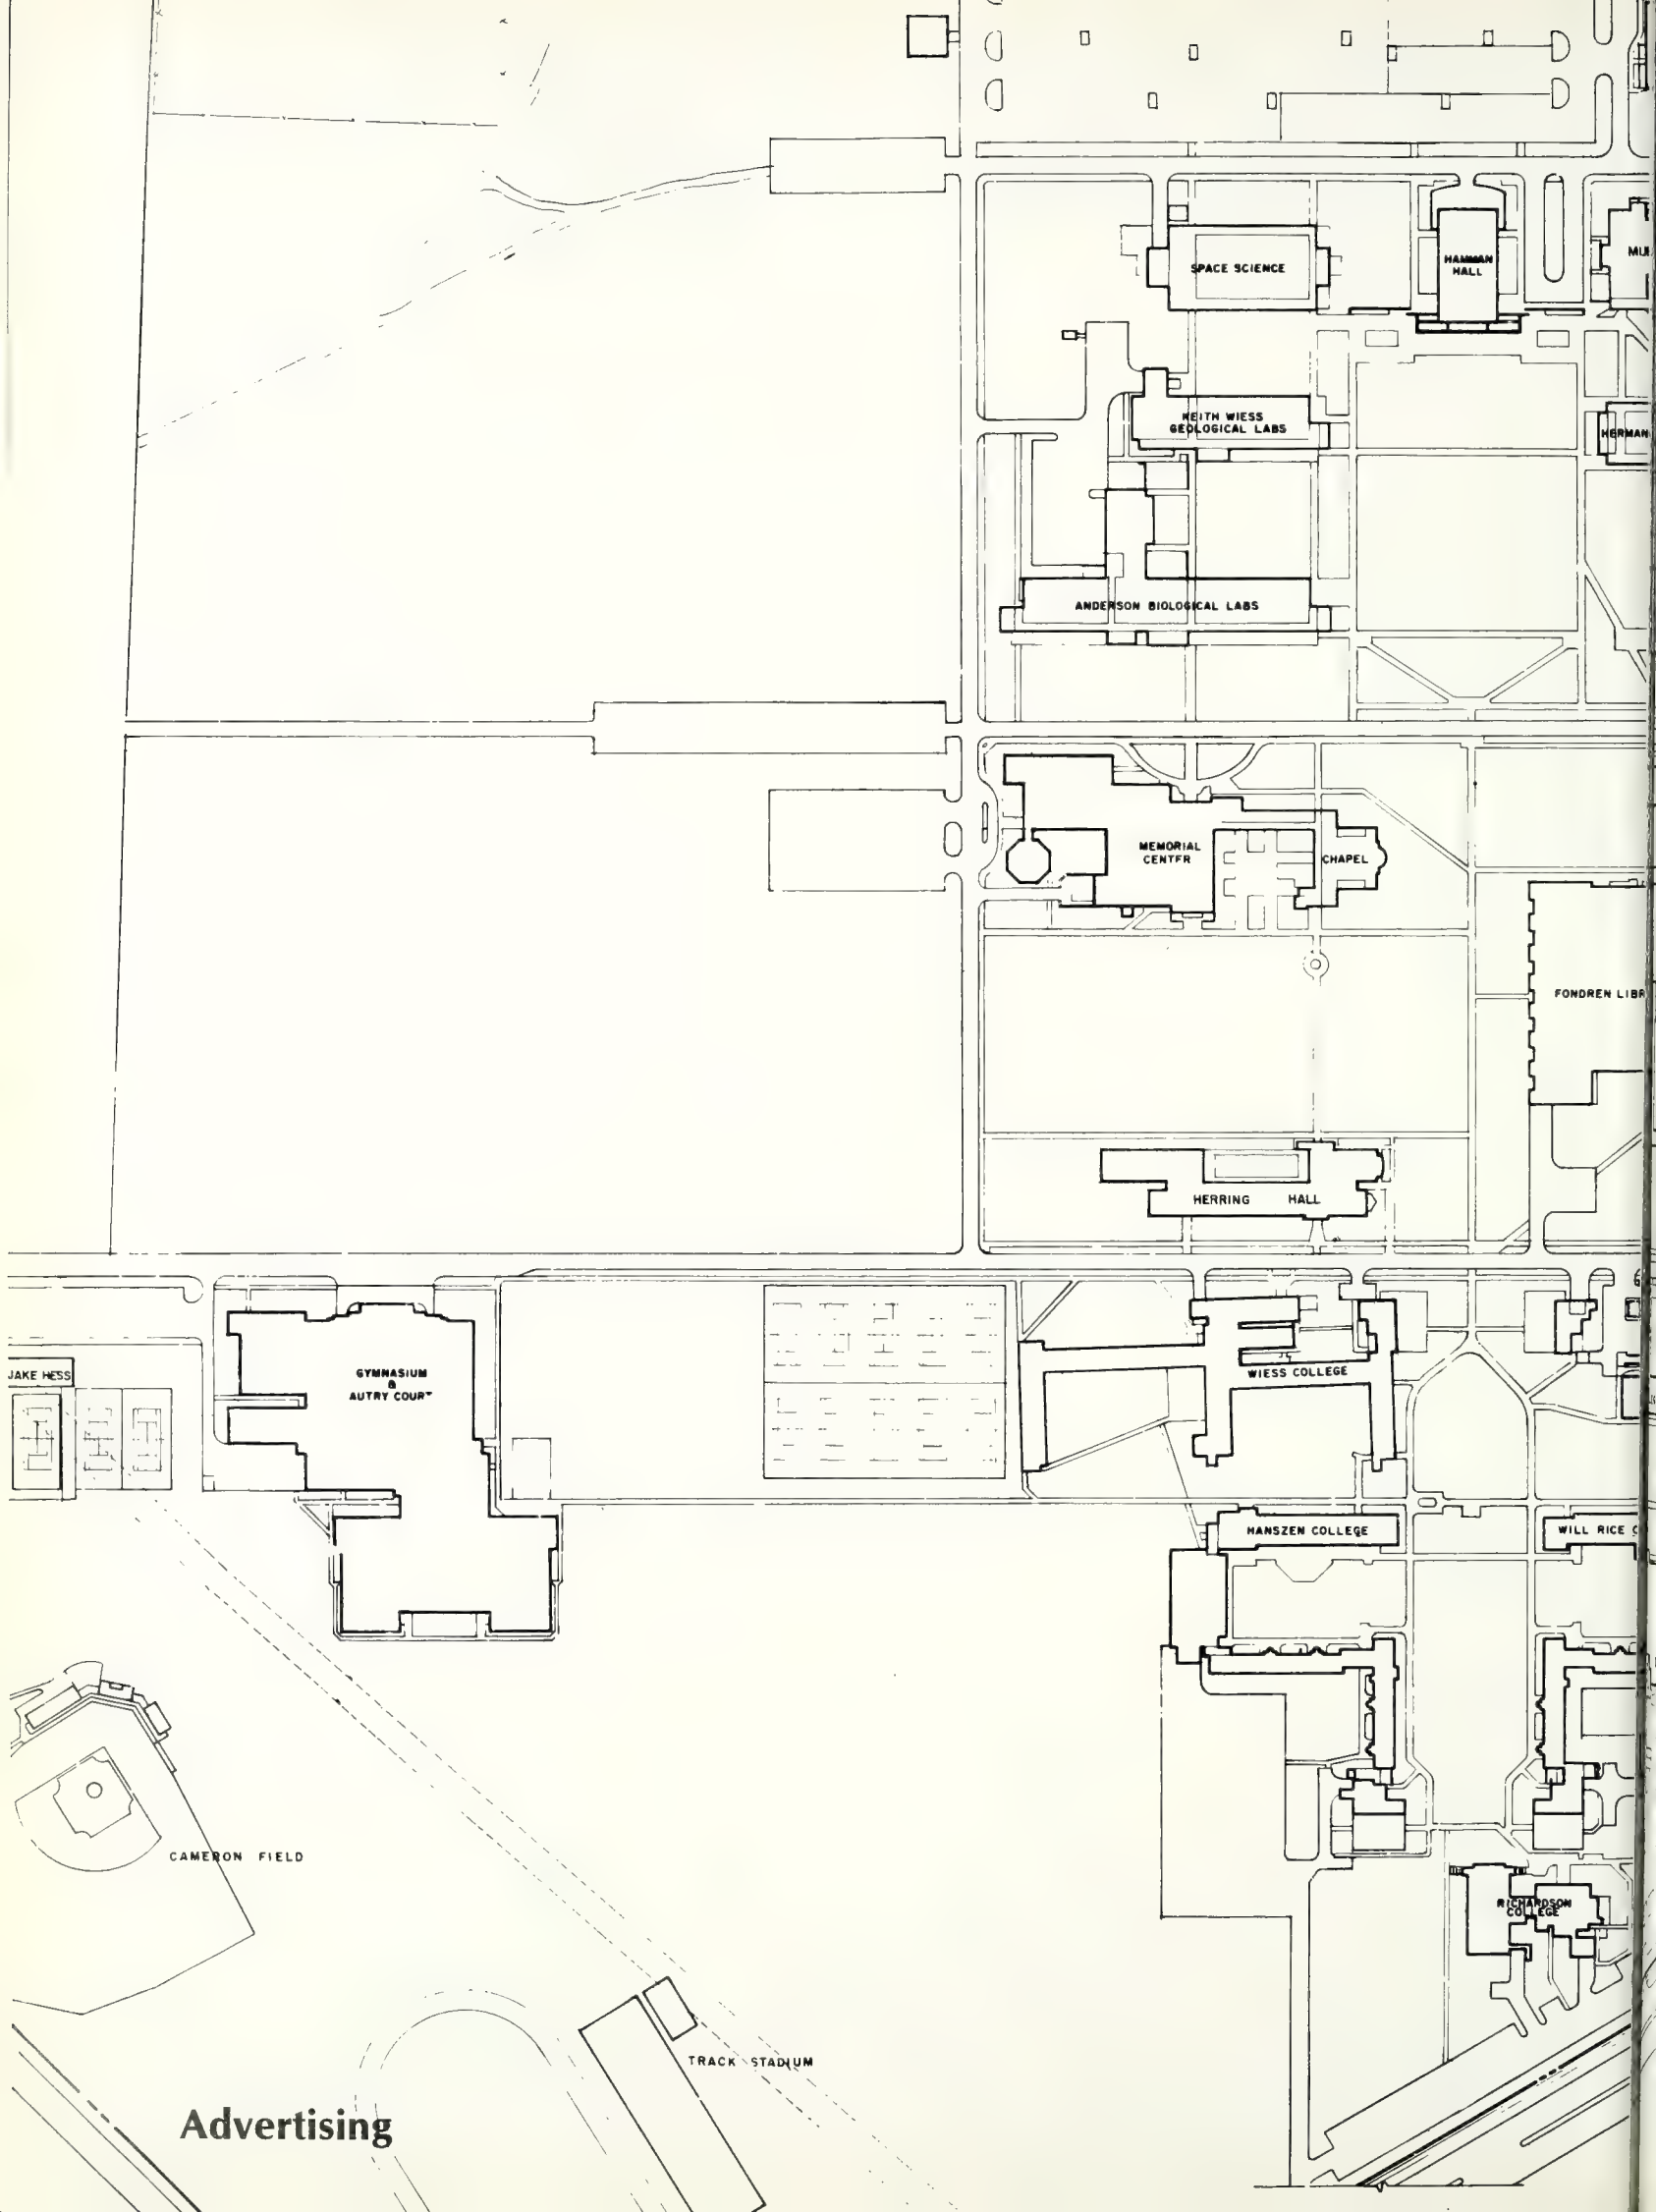 SPACE SCIENCE
HAMMAN
HALL
KEITH WIESS
GEOLOGICAL LABS
HERMAN
ANDERSON BIOLOGICAL LABS
MEMORIAL
CENTER
CHAPEL
FONDREN LIBR
HERRING HALL
JAKE HESS
GYMNASIUM
&
AUTRY COURT
WIESS COLLEGE
HANSZEN COLLEGE
WILL RICE C
CAMERON FIELD
RICHARDSON
COLLEGE
TRACK STADIUM
Advertising